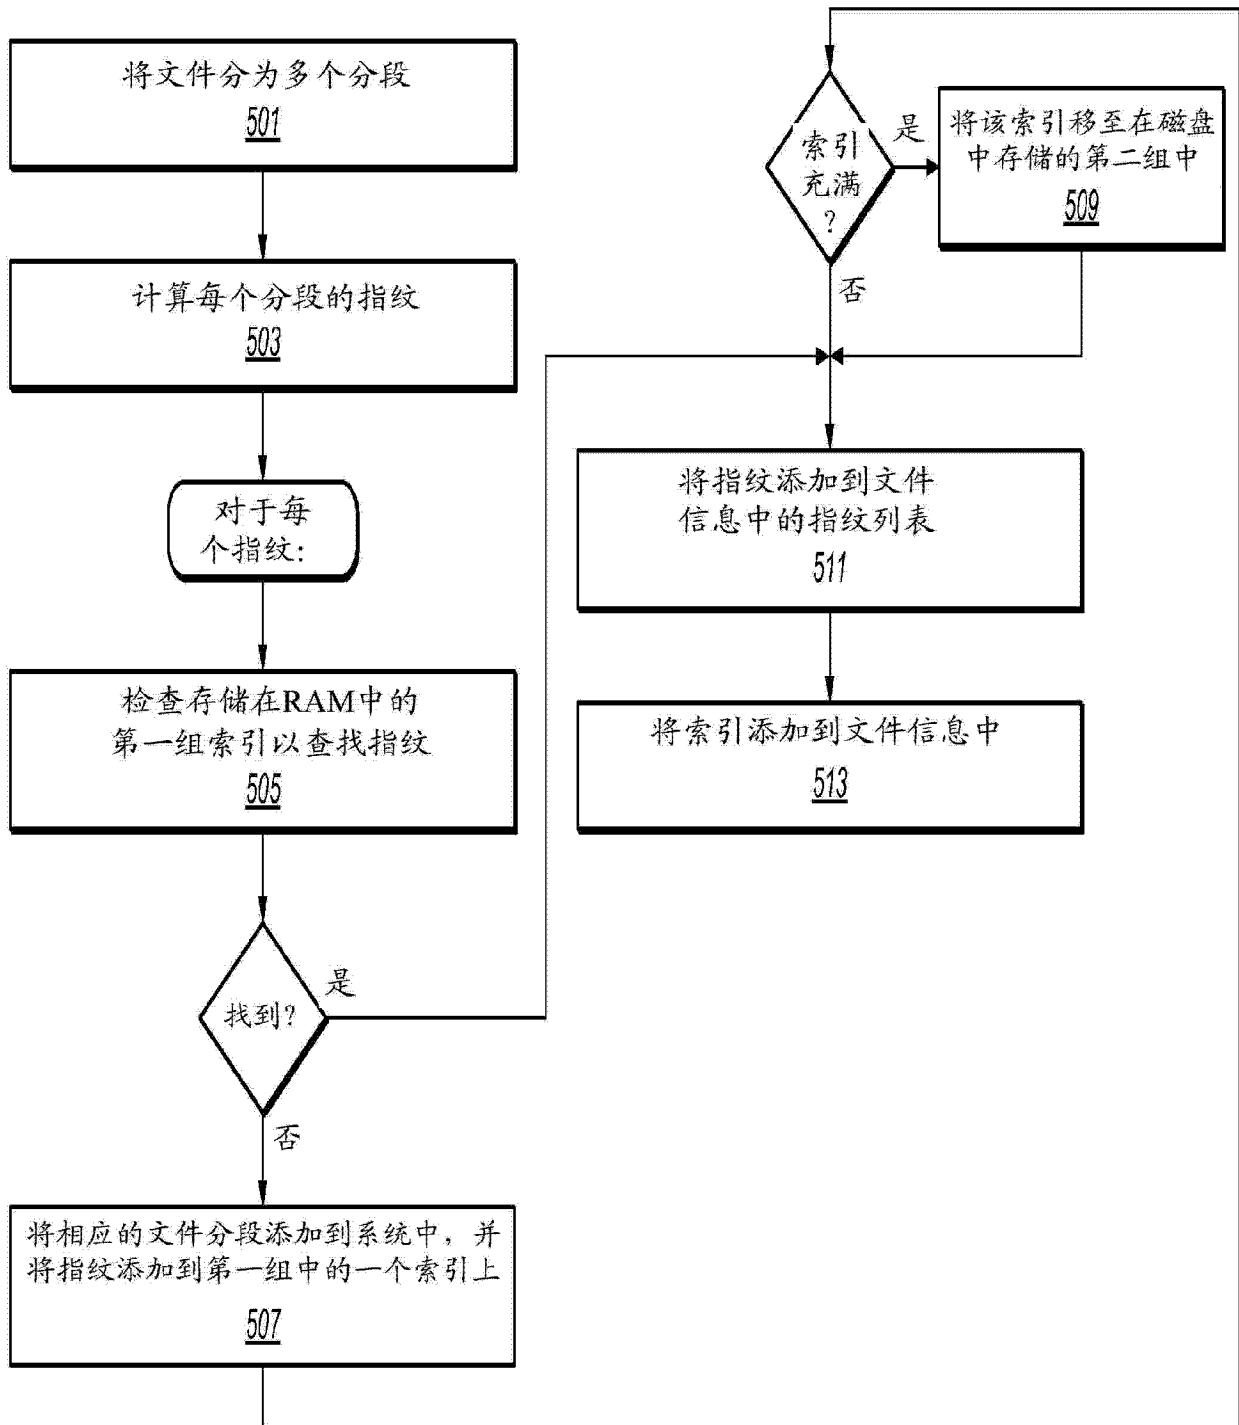 将文件分为多个分段
501
计算每个分段的指纹
503
对于每
个指纹:
检查存储在RAM中的
第一组索引以查找指纹
505
找到?
是
否
将相应的文件分段添加到系统中，并
将指纹添加到第一组中的一个索引上
507
索引
充满
?
是
否
将该索引移至在磁盘
中存储的第二组中
509
将指纹添加到文件
信息中的指纹列表
511
将索引添加到文件信息中
513